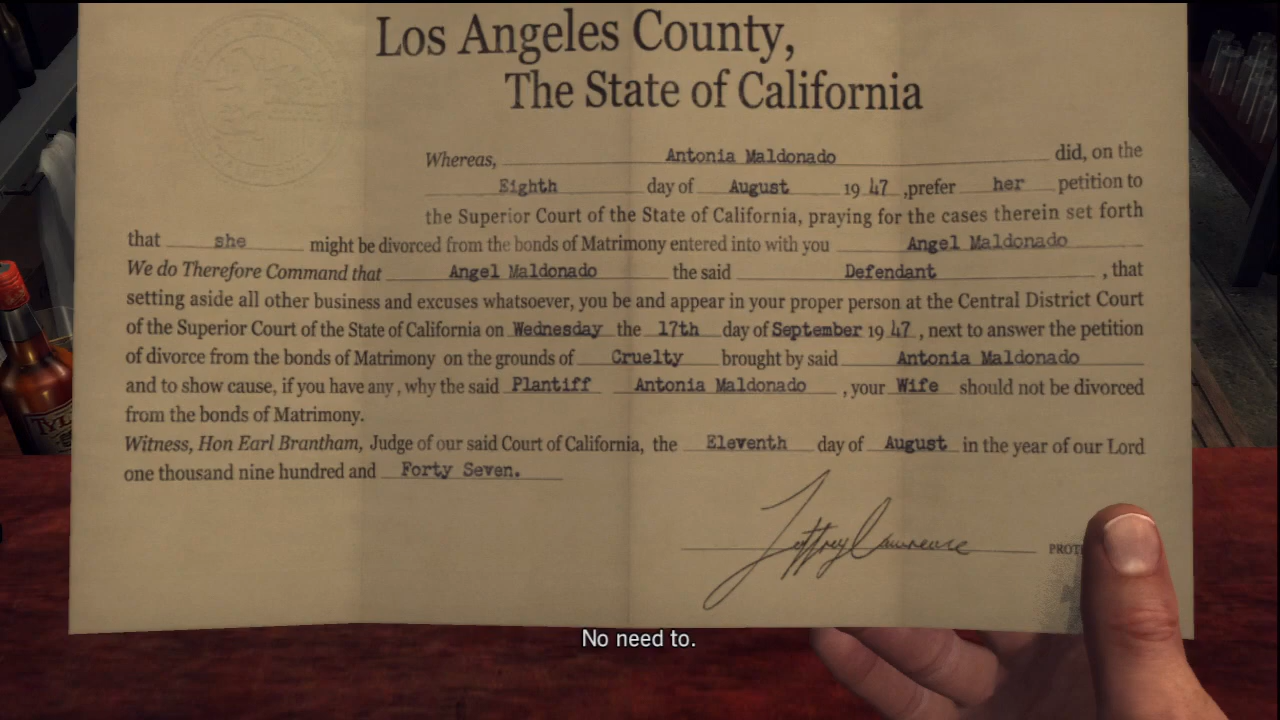 Los Angeles County,
The State of California
Whereas, Antonia Maldonado did, on the
Eighth day of August 19 47 ,prefer her petition to
the Superior Court of the State of California, praying for the cases therein set forth
that she might be divorced from the bonds of Matrimony entered into with you Angel Maldonado
We do Therefore Command that Angel Maldonado the said Defendant , that
setting aside all other business and excuses whatsoever, you be and appear in your proper person at the Central District Court
of the Superior Court of the State of California on Wednesday the 17th day of September 19 47 , next to answer the petition
of divorce from the bonds of Matrimony on the grounds of Cruelty brought by said Antonia Maldonado
and to show cause, if you have any , why the said Plantiff Antonia Maldonado , your Wife should not be divorced
from the bonds of Matrimony.
Witness, Hon Earl Brantham, Judge of our said Court of California, the Eleventh day of August in the year of our Lord
one thousand nine hundred and Forty Seven.
Jeffrey Lawrence
No need to.